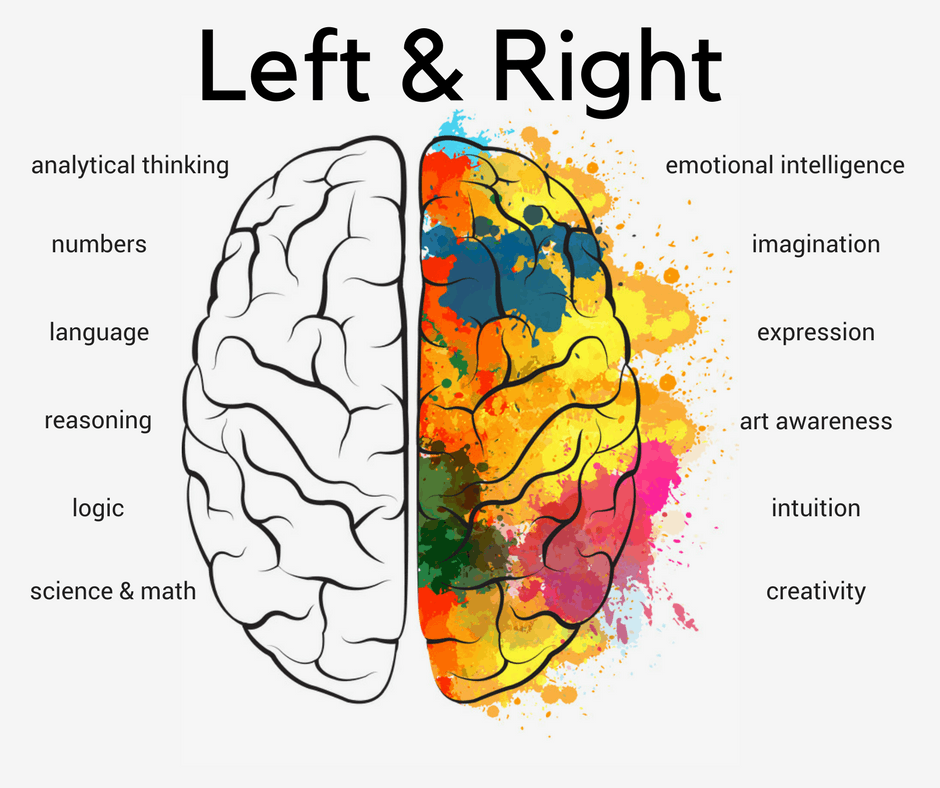 Left & Right
analytical thinking
numbers
language
reasoning
logic
science & math
emotional intelligence
imagination
expression
art awareness
intuition
creativity